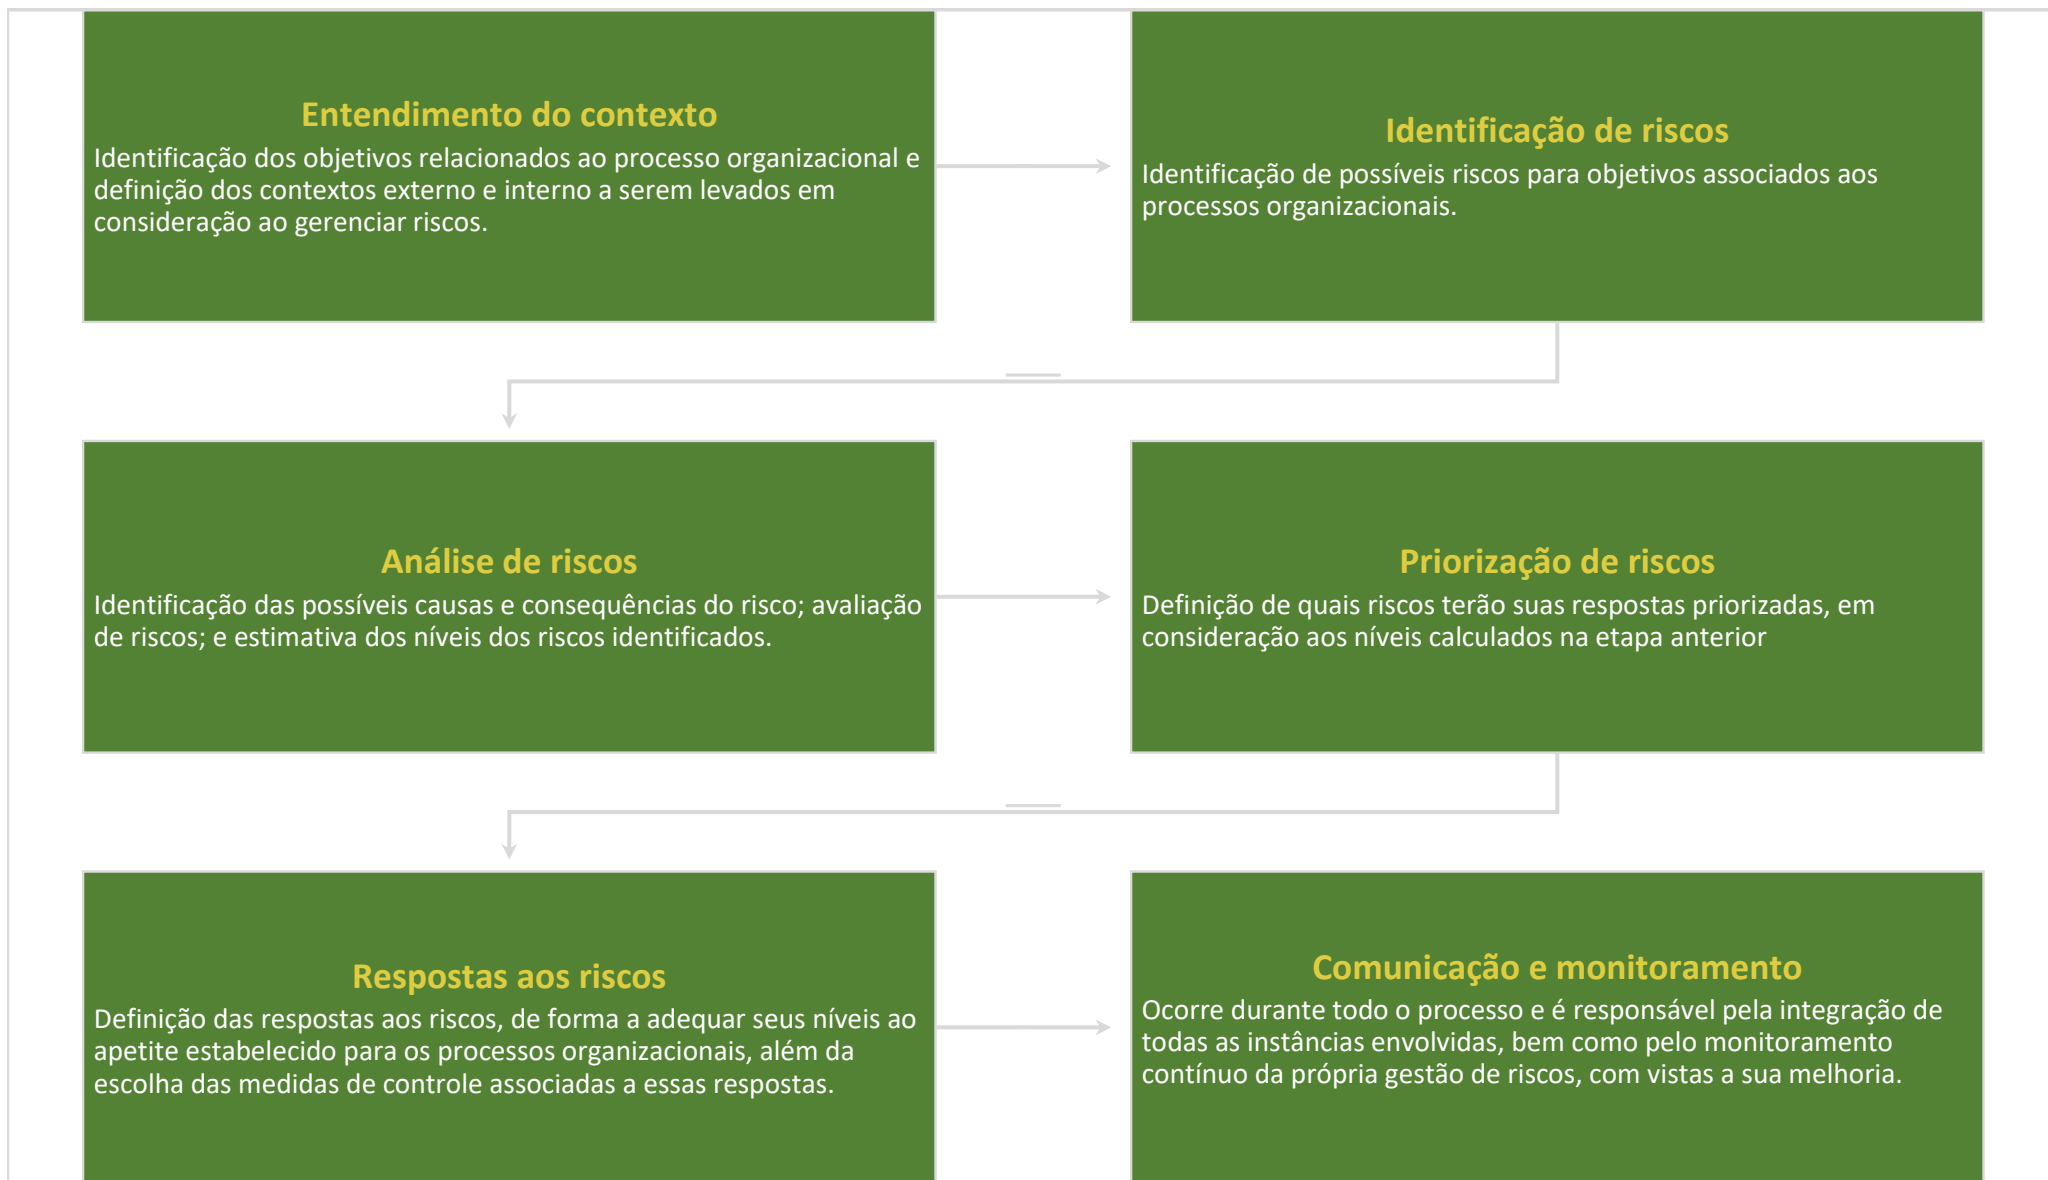 Entendimento do contexto
Identificação dos objetivos relacionados ao processo organizacional e
definição dos contextos externo e interno a serem levados em
consideração ao gerenciar riscos.
Identificação de riscos
Identificação de possíveis riscos para objetivos associados aos
processos organizacionais.
Análise de riscos
Identificação das possíveis causas e consequências do risco; avaliação
de riscos; e estimativa dos níveis dos riscos identificados.
Priorização de riscos
Definição de quais riscos terão suas respostas priorizadas, em
consideração aos níveis calculados na etapa anterior
Respostas aos riscos
Definição das respostas aos riscos, de forma a adequar seus níveis ao
apetite estabelecido para os processos organizacionais, além da
escolha das medidas de controle associadas a essas respostas.
Comunicação e monitoramento
Ocorre durante todo o processo e é responsável pela integração de
todas as instâncias envolvidas, bem como pelo monitoramento
contínuo da própria gestão de riscos, com vistas a sua melhoria.